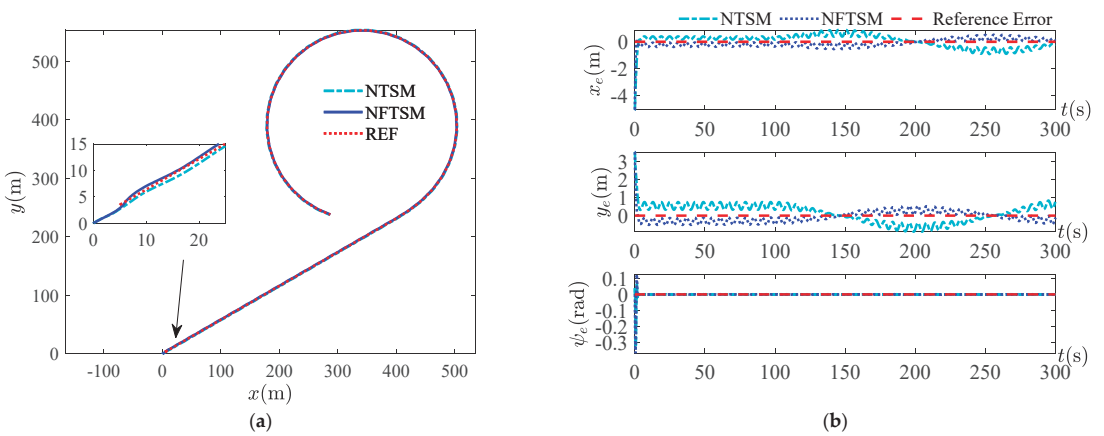 NTSM
NFTSM
REF
500
400
300
200
100
0
y(m)
15
10
5
0
0 10 20
-100 0 100 200 300 400 500
x(m)
(a)
NTSM NFTSM Reference Error
0
-2
-4
x_e(m)
t(s)
0 50 100 150 200 250 300
3
2
1
0
y_e(m)
t(s)
0 50 100 150 200 250 300
0.1
0
-0.1
-0.2
-0.3
ψ_e(rad)
0 50 100 150 200 250 300
(b)